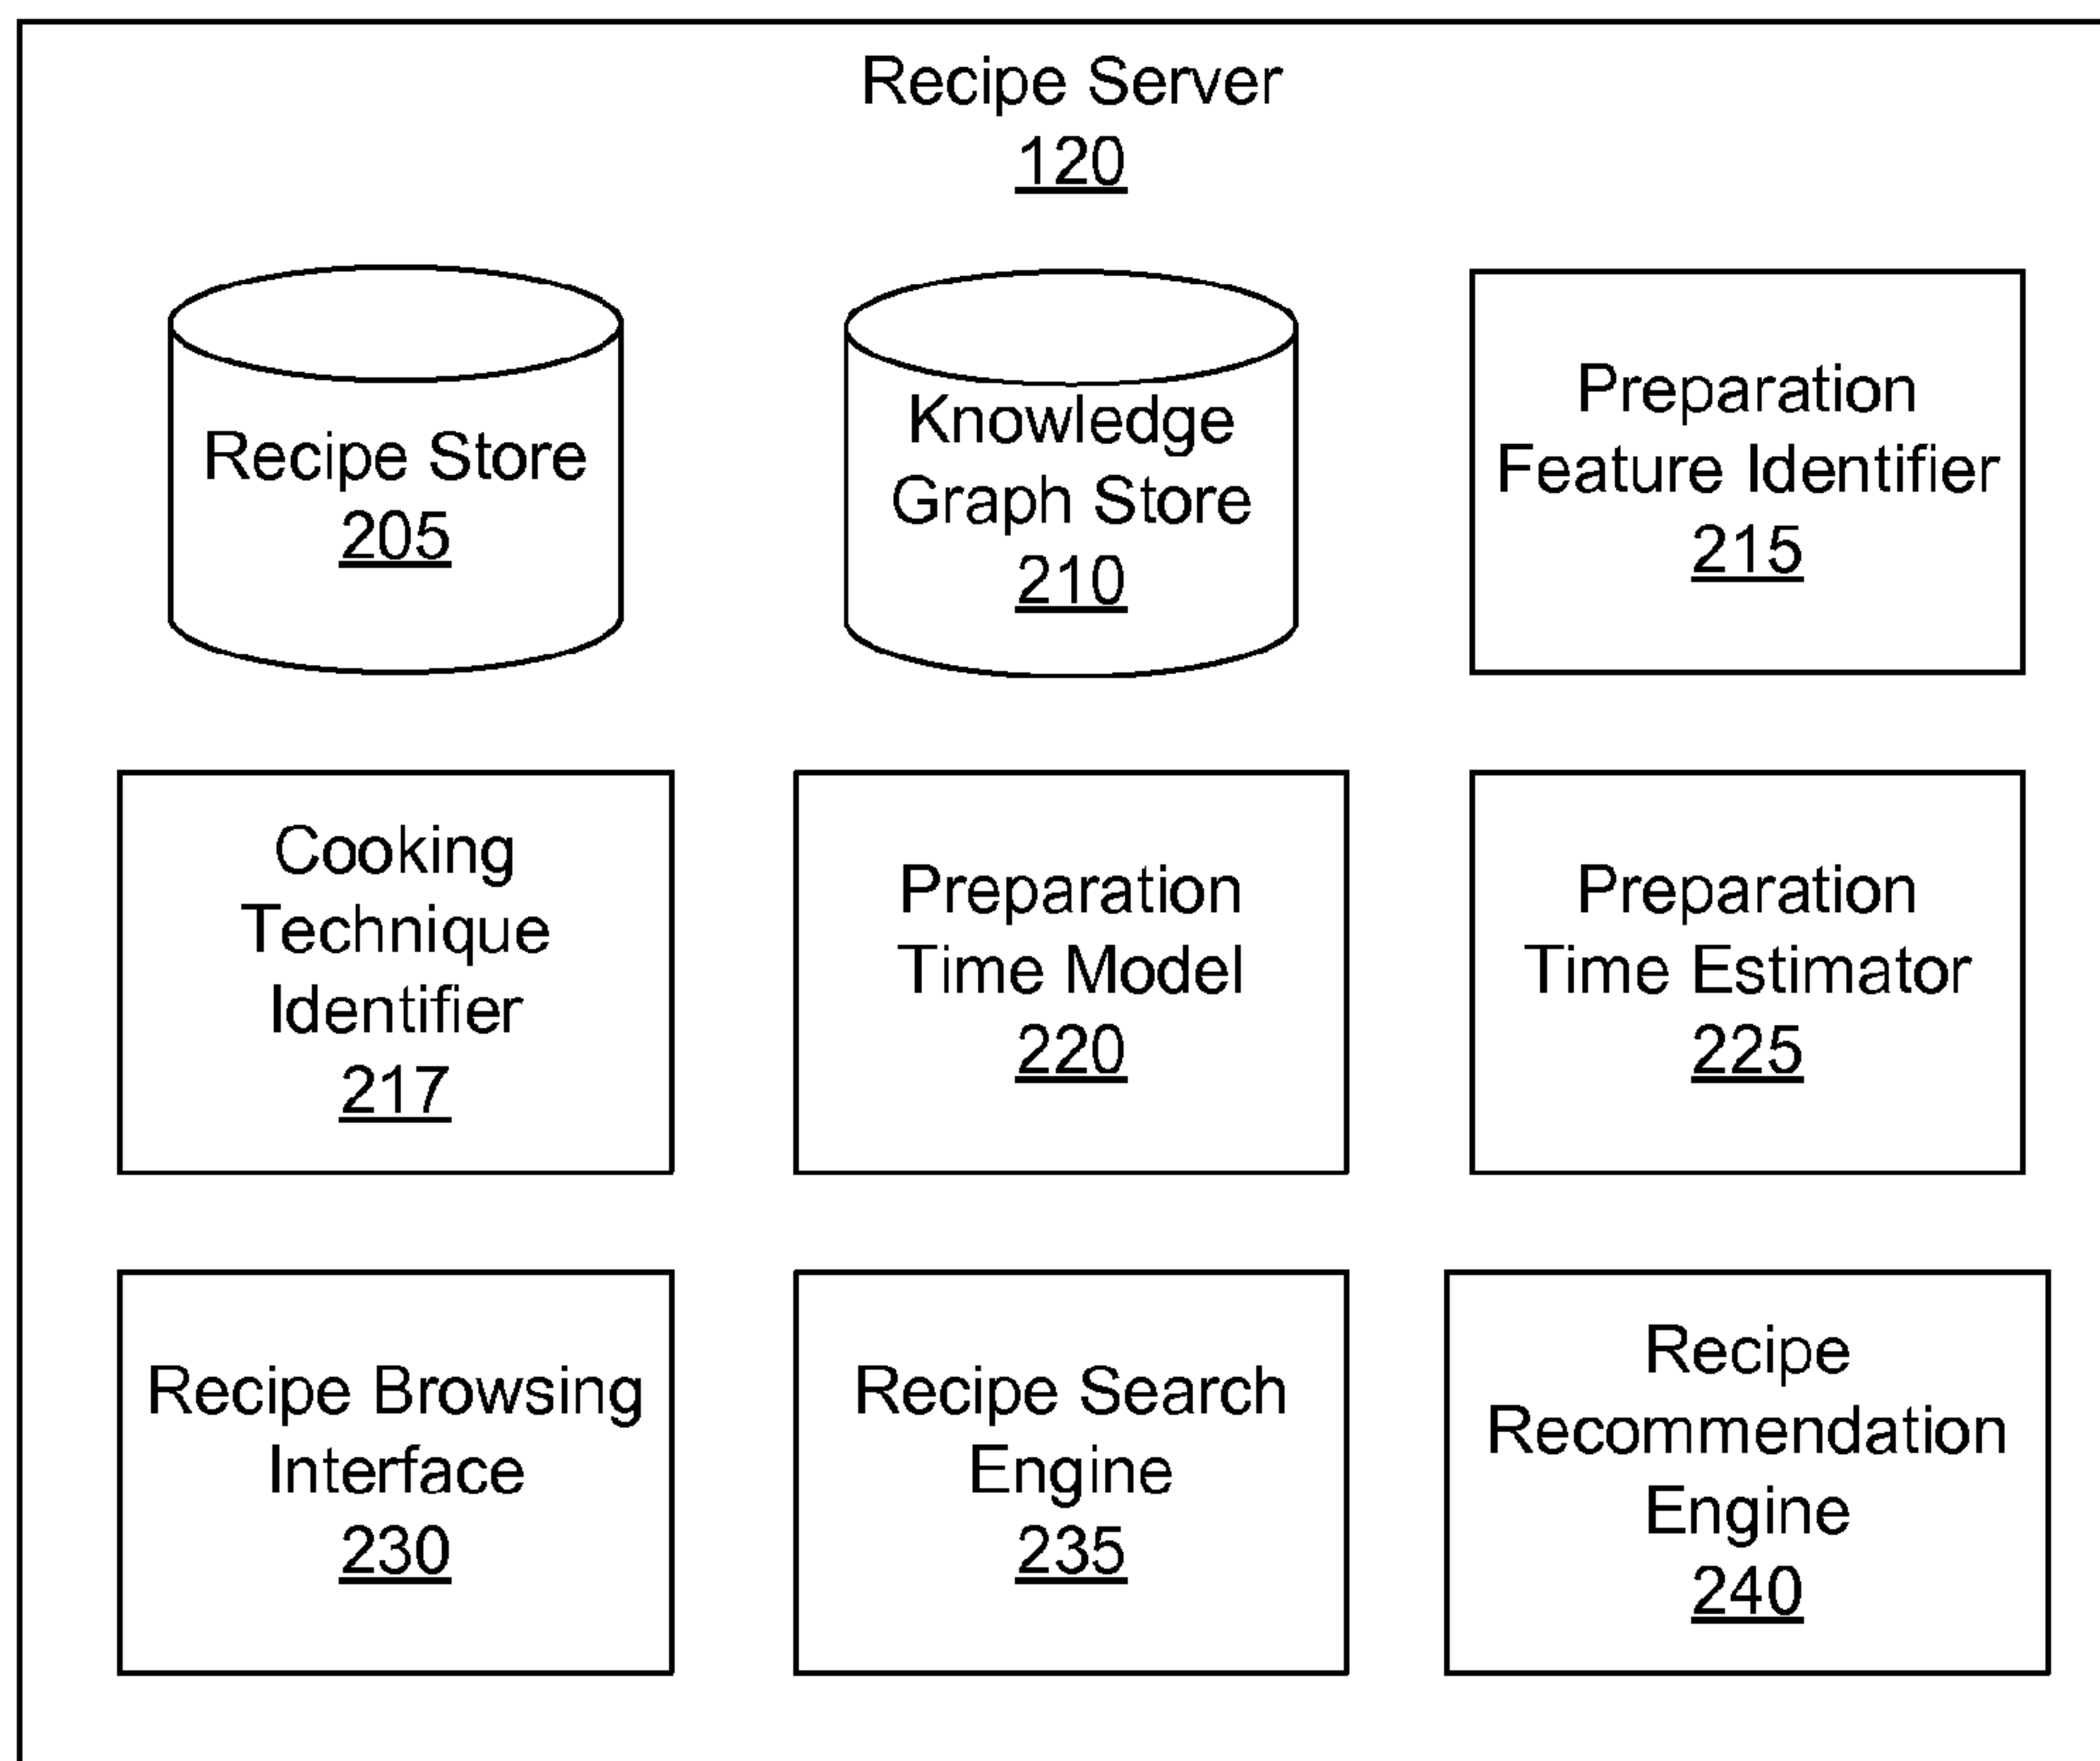 Recipe Server
120
Recipe Store
205
Knowledge
Graph Store
210
Preparation
Feature Identifier
215
Cooking
Technique
Identifier
217
Preparation
Time Model
220
Preparation
Time Estimator
225
Recipe Browsing
Interface
230
Recipe Search
Engine
235
Recipe
Recommendation
Engine
240